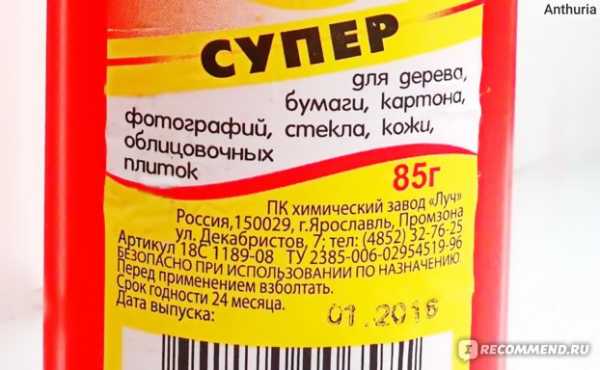 Anthuria
СУПЕР
для дерева,
бумаги, картона,
фотографий, стекла, кожи,
облицовочных
плиток
85г
ПК химический завод «Луч»
Россия,150029, г.Ярославль, Промзона
ул. Декабристов, 7; тел: (4852) 32-76-25
Артикул 18С 1189-08 ТУ 2385-006-02954519-96
БЕЗОПАСНО ПРИ ИСПОЛЬЗОВАНИИ ПО НАЗНАЧЕНИЮ.
Перед применением взболтать.
Срок годности 24 месяца.
Дата выпуска: 01.2016
IRECOMMEND.RU